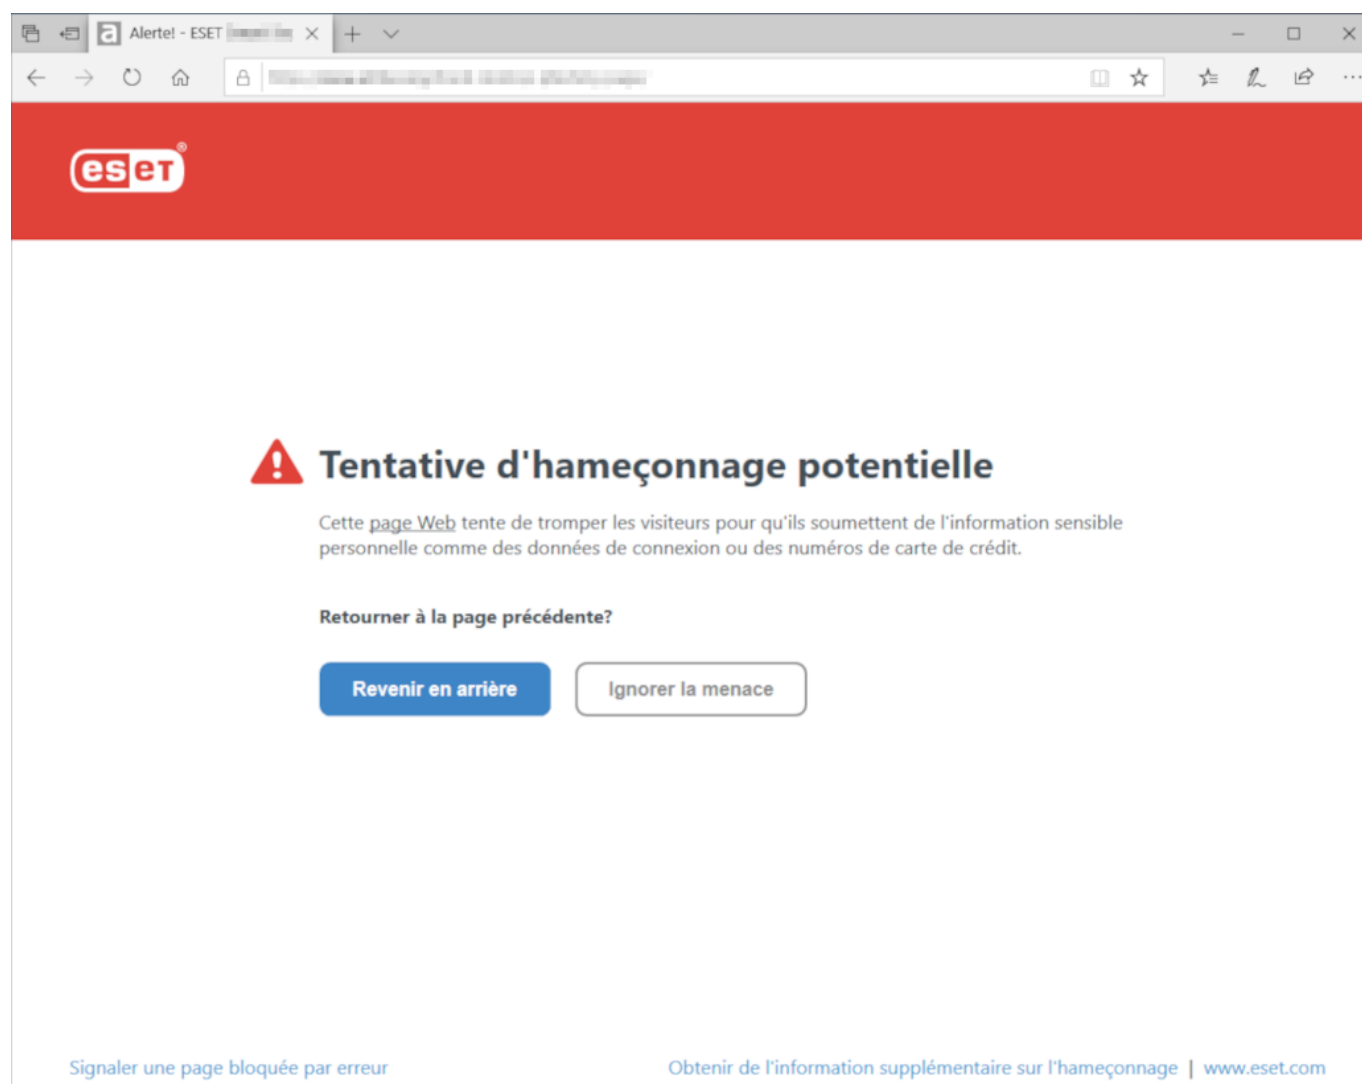 Alerte! - ESET
eset®
Tentative d'hameçonnage potentielle
Cette page Web tente de tromper les visiteurs pour qu'ils soumettent de l'information sensible
personnelle comme des données de connexion ou des numéros de carte de crédit.
Retourner à la page précédente?
Revenir en arrière
Ignorer la menace
Signaler une page bloquée par erreur
Obtenir de l'information supplémentaire sur l'hameçonnage | www.eset.com